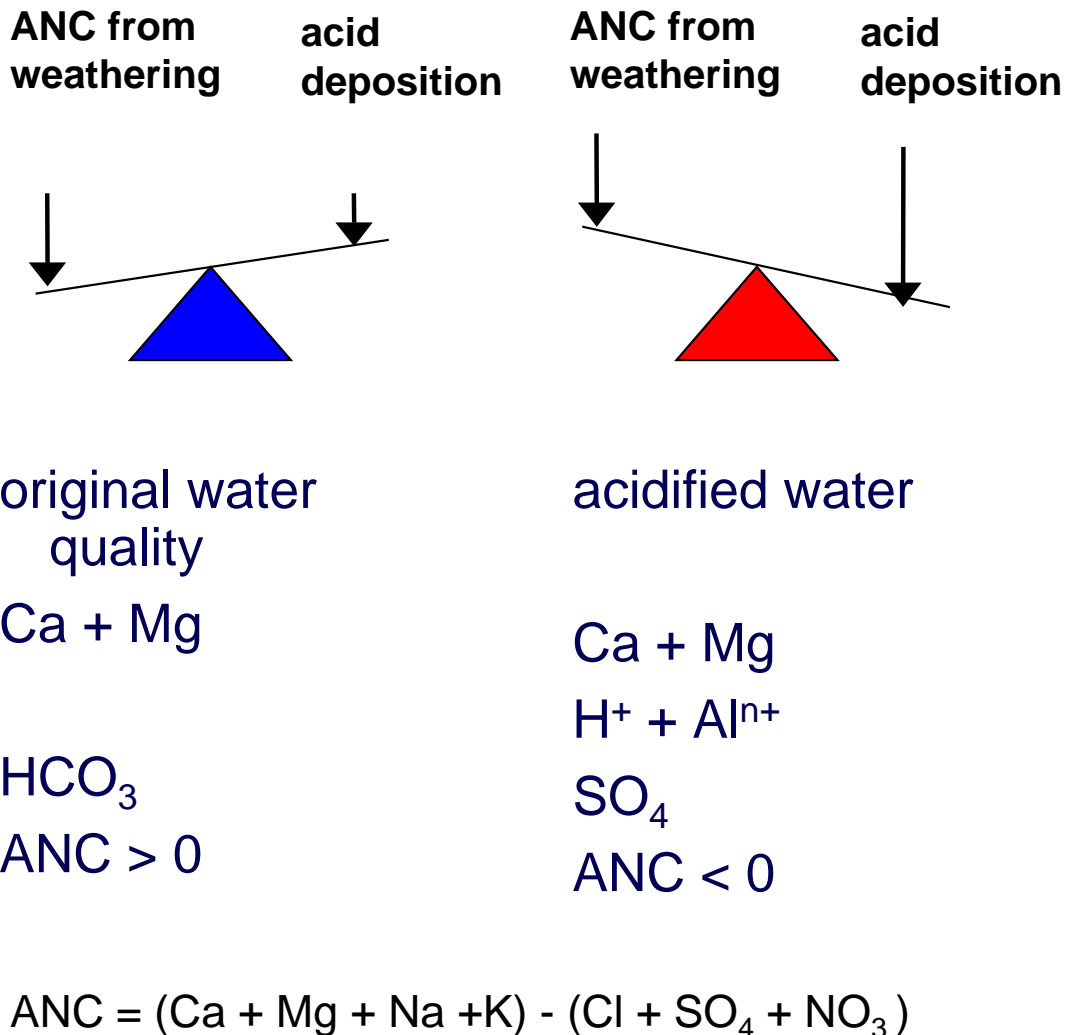 ANC from weathering
acid deposition
ANC from weathering
acid deposition
original water quality
Ca + Mg
HCO₃
ANC > 0
acidified water
Ca + Mg
H⁺ + Alⁿ⁺
SO₄
ANC < 0
ANC = (Ca + Mg + Na +K) - (Cl + SO₄ + NO₃ )